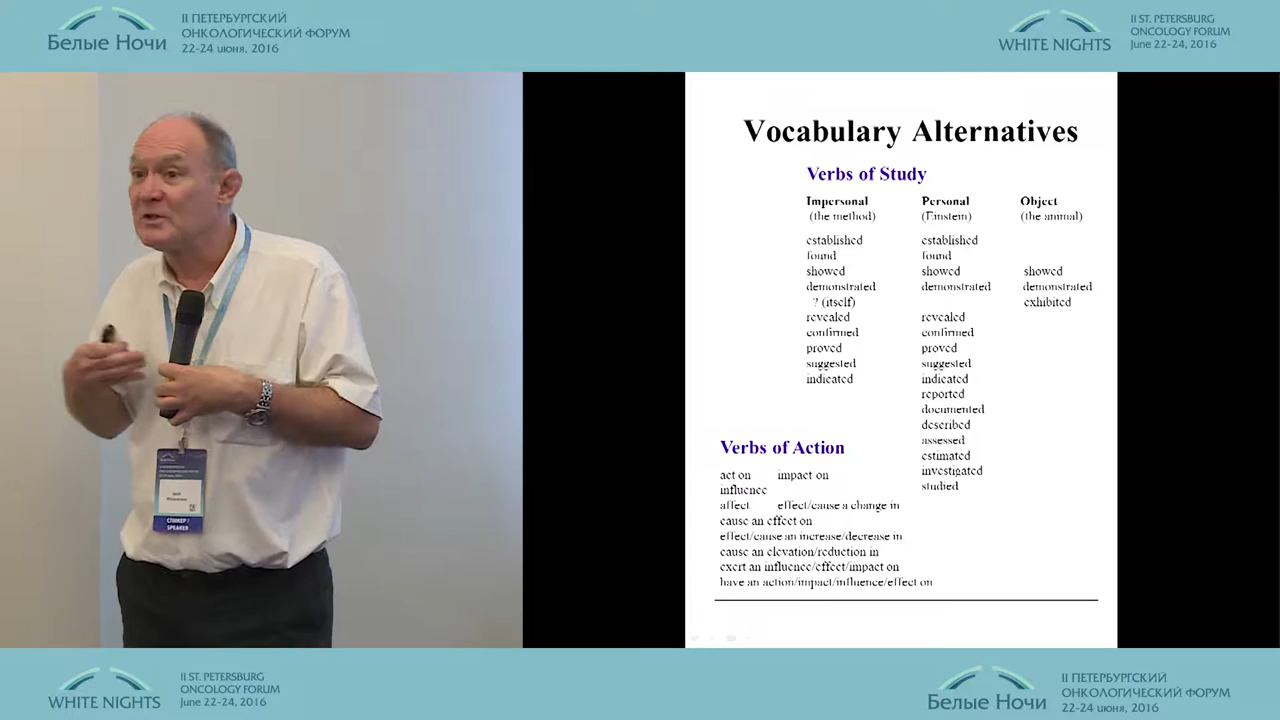 Белые Ночи
II ПЕТЕРБУРГСКИЙ
ОНКОЛОГИЧЕСКИЙ ФОРУМ
22-24 июня, 2016
WHITE NIGHTS
II ST. PETERSBURG
ONCOLOGY FORUM
June 22-24, 2016
СПИКЕР /
SPEAKER
Vocabulary Alternatives
Verbs of Study
Impersonal Personal Object
(the method) (Einstein) (the animal)
established established
found found
showed showed showed
demonstrated demonstrated demonstrated
? (itself) exhibited
revealed revealed
confirmed confirmed
proved proved
suggested suggested
indicated indicated
reported
documented
described
assessed
estimated
investigated
studied
Verbs of Action
act on impact on
influence
affect effect/cause a change in
cause an effect on
effect/cause an increase/decrease in
cause an elevation/reduction in
exert an influence/effect/impact on
have an action/impact/influence/effect on
WHITE NIGHTS
II ST. PETERSBURG
ONCOLOGY FORUM
June 22-24, 2016
Белые Ночи
II ПЕТЕРБУРГСКИЙ
ОНКОЛОГИЧЕСКИЙ ФОРУМ
22-24 июня, 2016